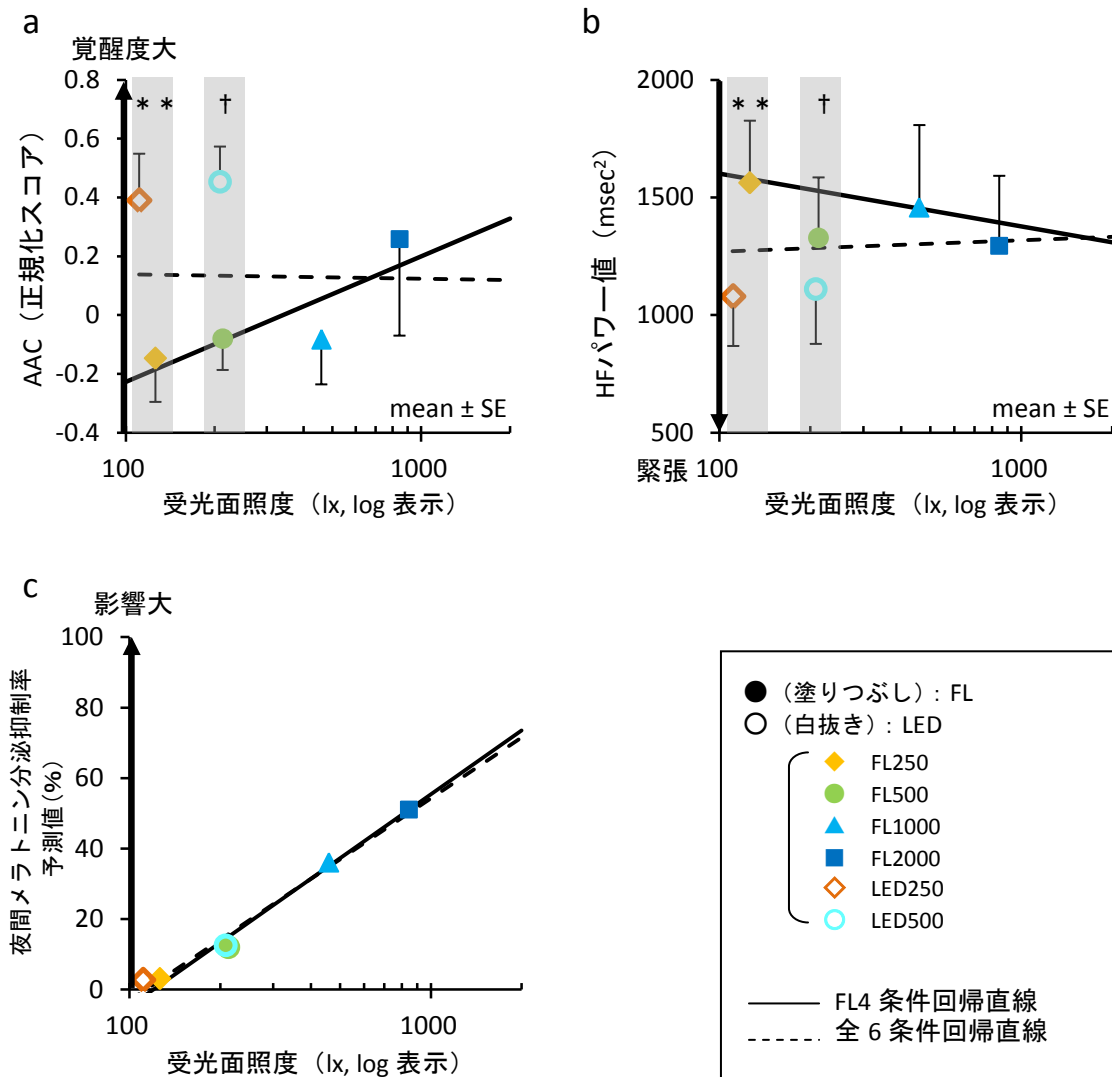 a
覚醒度大
0.8
0.6
0.4
0.2
0
-0.2
-0.4
AAC（正規化スコア）
＊＊
†
mean ± SE
100
1000
受光面照度（lx, log 表示）
b
2000
1500
1000
500
HFパワー値（msec²）
＊＊
†
mean ± SE
緊張
100
1000
受光面照度（lx, log 表示）
c
影響大
100
80
60
40
20
0
夜間メラトニン分泌抑制率
予測値(%)
100
1000
受光面照度（lx, log 表示）
（塗りつぶし）: FL
（白抜き）: LED
FL250
FL500
FL1000
FL2000
LED250
LED500
FL4 条件回帰直線
全 6 条件回帰直線